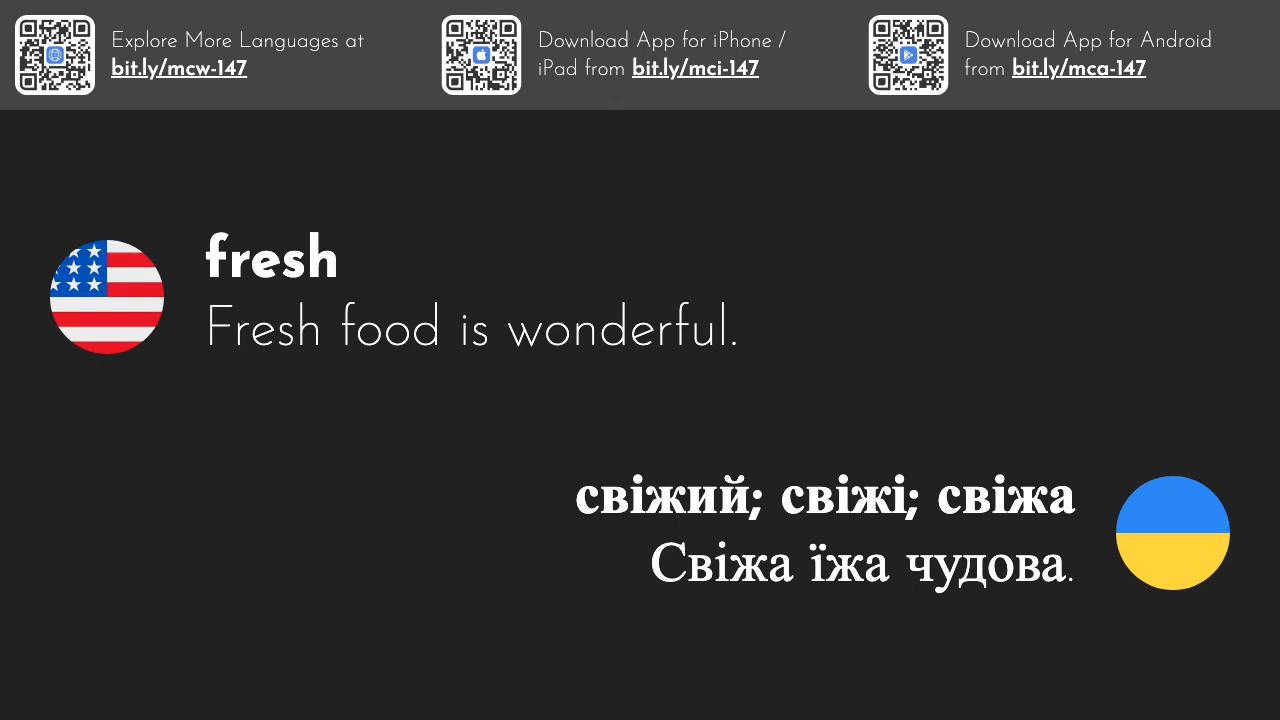 Explore More Languages at
bit.ly/mcw-147
Download App for iPhone /
iPad from bit.ly/mci-147
Download App for Android
from bit.ly/mca-147
fresh
Fresh food is wonderful.
свіжий; свіжі; свіжа
Свіжа їжа чудова.